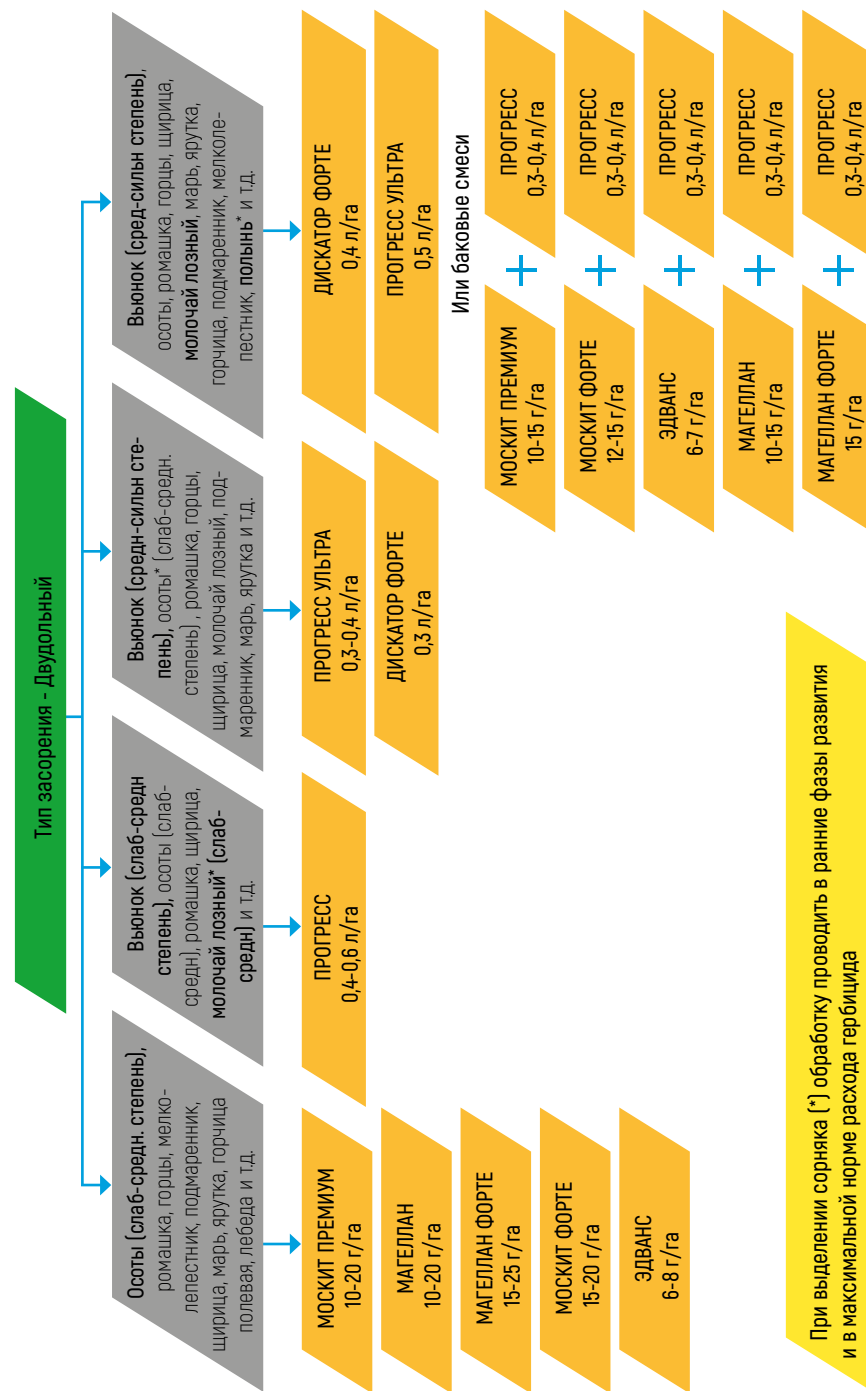 Тип засорения - Двудольный
Осоты (слаб-средн. степень),
ромашка, горцы, мелко-
лепестник, подмаренник,
щирица, марь, ярутка, горчица
полевая, лебеда и т.д.
МОСКИТ ПРЕМИУМ
10-20 г/га
МАГЕЛЛАН
10-20 г/га
МАГЕЛЛАН ФОРТЕ
15-25 г/га
МОСКИТ ФОРТЕ
15-20 г/га
ЭДВАНС
6-8 г/га
Вьюнок (слаб-средн
степень), осоты (слаб-
средн), ромашка, щирица,
молочай лозный* (слаб-
средн) и т.д.
ПРОГРЕСС
0,4-0,6 л/га
Вьюнок (средн-сильн сте-
пень), осоты* (слаб-средн.
степень) , ромашка, горцы,
щирица, молочай лозный, под-
маренник, марь, ярутка и т.д.
ПРОГРЕСС УЛЬТРА
0,3-0,4 л/га
ДИСКАТОР ФОРТЕ
0,3 л/га
Вьюнок (сред-сильн степень),
осоты, ромашка, горцы, щирица,
молочай лозный, марь, ярутка,
горчица, подмаренник, мелколе-
пестник, полынь* и т.д.
ДИСКАТОР ФОРТЕ
0,4 л/га
ПРОГРЕСС УЛЬТРА
0,5 л/га
Или баковые смеси
МОСКИТ ПРЕМИУМ
10-15 г/га
+
ПРОГРЕСС
0,3-0,4 л/га
МОСКИТ ФОРТЕ
12-15 г/га
+
ПРОГРЕСС
0,3-0,4 л/га
ЭДВАНС
6-7 г/га
+
ПРОГРЕСС
0,3-0,4 л/га
МАГЕЛЛАН
10-15 г/га
+
ПРОГРЕСС
0,3-0,4 л/га
МАГЕЛЛАН ФОРТЕ
15 г/га
+
ПРОГРЕСС
0,3-0,4 л/га
При выделении сорняка (*) обработку проводить в ранние фазы развития
и в максимальной норме расхода гербицида